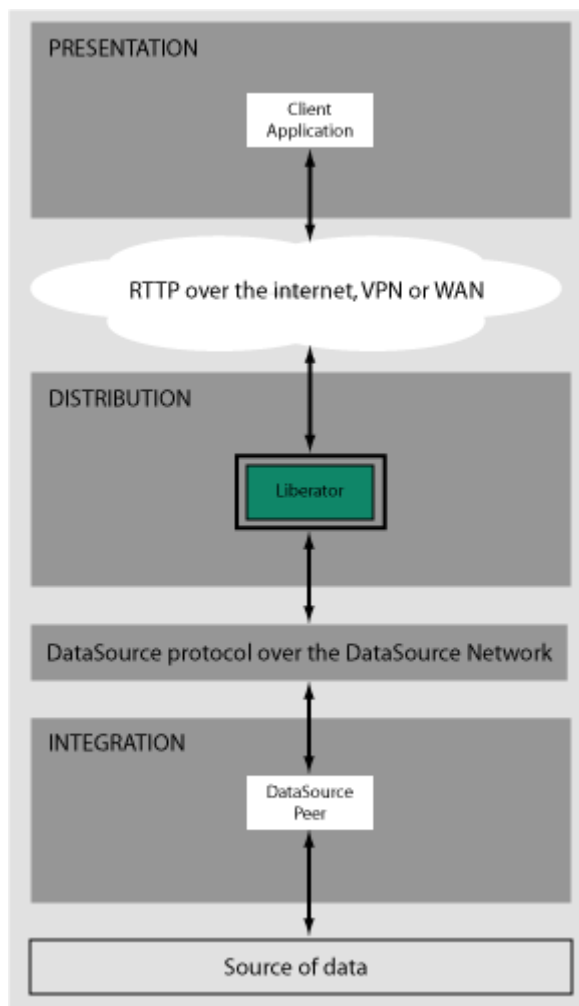 PRESENTATION
Client
Application
RTTP over the internet, VPN or WAN
DISTRIBUTION
Liberator
DataSource protocol over the DataSource Network
INTEGRATION
DataSource
Peer
Source of data